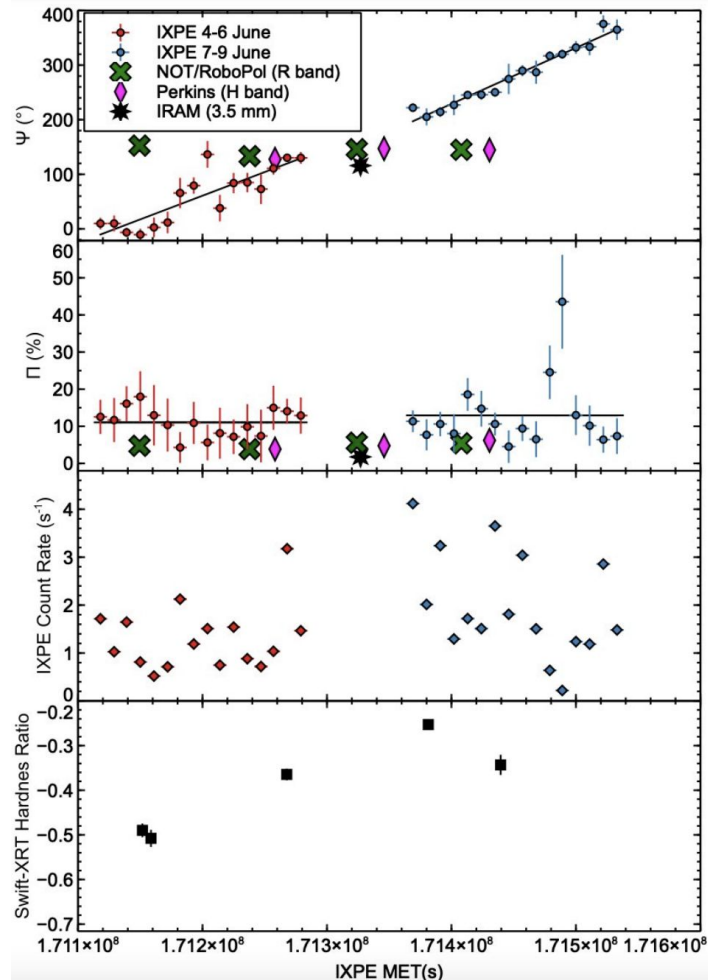 400
300
200
100
0
Ψ (°)
IXPE 4-6 June
IXPE 7-9 June
NOT/RoboPol (R band)
Perkins (H band)
IRAM (3.5 mm)
60
50
40
30
20
10
0
Π (%)
4
3
2
1
0
IXPE Count Rate (s⁻¹)
−0.2
−0.3
−0.4
−0.5
−0.6
−0.7
Swift-XRT Hardnes Ratio
1.711×10⁸ 1.712×10⁸ 1.713×10⁸ 1.714×10⁸ 1.715×10⁸ 1.716×10⁸
IXPE MET(s)